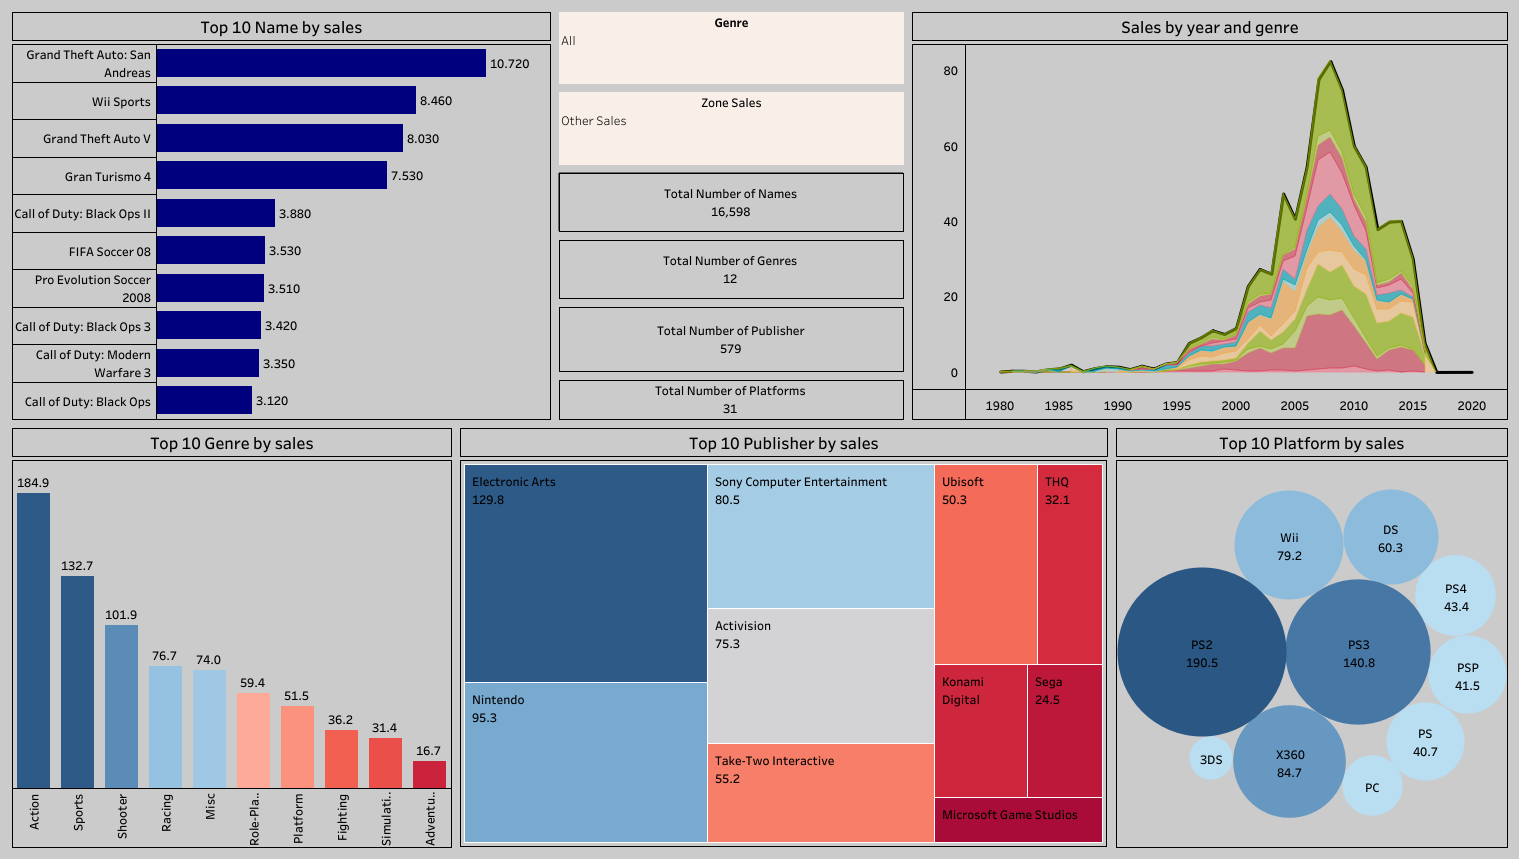 Top 10 Name by sales
Grand Theft Auto: San
Andreas
10.720
Wii Sports
8.460
Grand Theft Auto V
8.030
Gran Turismo 4
7.530
Call of Duty: Black Ops II
3.880
FIFA Soccer 08
3.530
Pro Evolution Soccer
2008
3.510
Call of Duty: Black Ops 3
3.420
Call of Duty: Modern
Warfare 3
3.350
Call of Duty: Black Ops
3.120
Genre
All
Zone Sales
Other Sales
Total Number of Names
16,598
Total Number of Genres
12
Total Number of Publisher
579
Total Number of Platforms
31
Sales by year and genre
80
60
40
20
0
1980 1985 1990 1995 2000 2005 2010 2015 2020
Top 10 Genre by sales
184.9
132.7
101.9
76.7
74.0
59.4
51.5
36.2
31.4
16.7
Action
Sports
Shooter
Racing
Misc
Role-Pla..
Platform
Fighting
Simulati..
Adventu..
Top 10 Publisher by sales
Electronic Arts
129.8
Nintendo
95.3
Sony Computer Entertainment
80.5
Activision
75.3
Take-Two Interactive
55.2
Ubisoft
50.3
THQ
32.1
Konami
Digital
Sega
24.5
Microsoft Game Studios
Top 10 Platform by sales
Wii
79.2
DS
60.3
PS4
43.4
PS2
190.5
PS3
140.8
PSP
41.5
PS
40.7
3DS
X360
84.7
PC